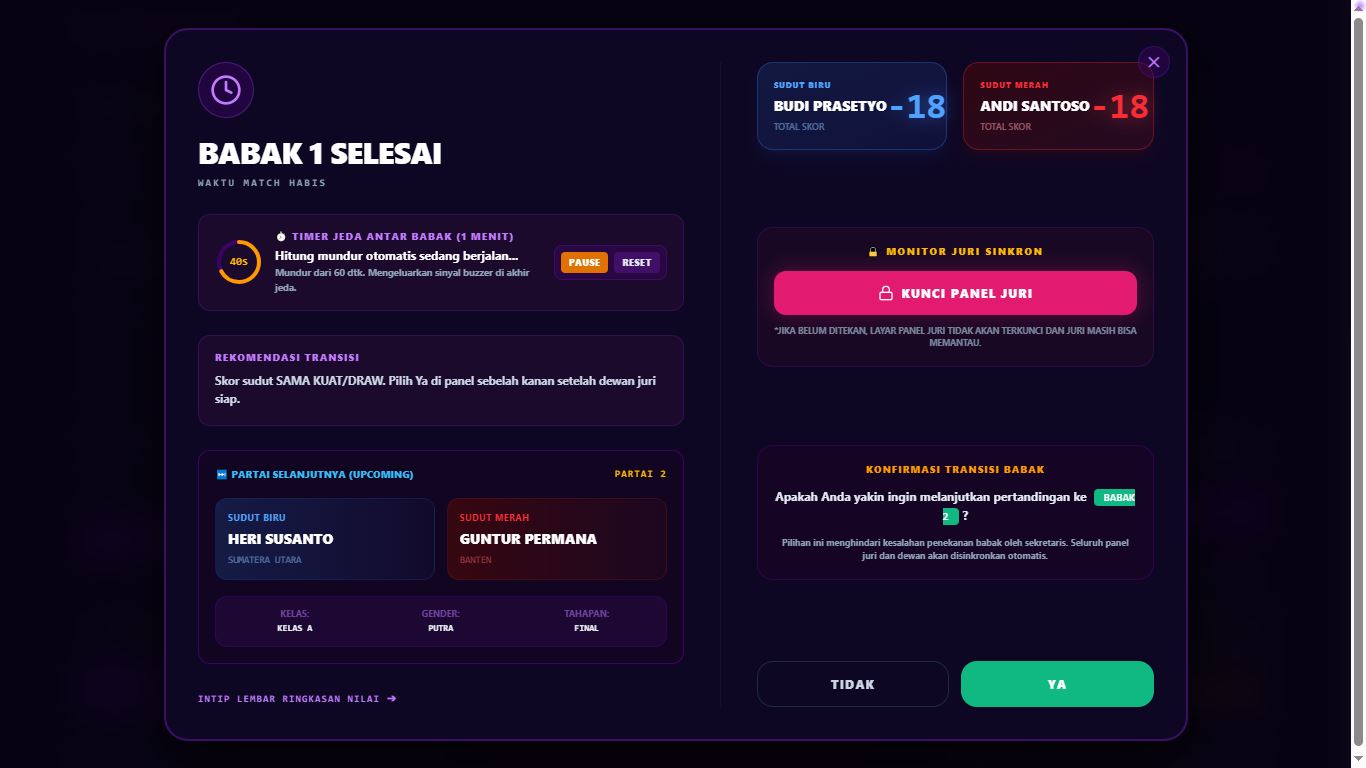 BABAK 1 SELESAI
WAKTU MATCH HABIS
40s
TIMER JEDA ANTAR BABAK (1 MENIT)
Hitung mundur otomatis sedang berjalan...
Mundur dari 60 dtk. Mengeluarkan sinyal buzzer di akhir
jeda.
PAUSE
RESET
REKOMENDASI TRANSISI
Skor sudut SAMA KUAT/DRAW. Pilih Ya di panel sebelah kanan setelah dewan juri
siap.
PARTAI SELANJUTNYA (UPCOMING)
PARTAI 2
SUDUT BIRU
HERI SUSANTO
SUMATERA UTARA
SUDUT MERAH
GUNTUR PERMANA
BANTEN
KELAS:
KELAS A
GENDER:
PUTRA
TAHAPAN:
FINAL
INTIP LEMBAR RINGKASAN NILAI ➔
SUDUT BIRU
BUDI PRASETYO
TOTAL SKOR
-18
SUDUT MERAH
ANDI SANTOSO
TOTAL SKOR
-18
MONITOR JURI SINKRON
KUNCI PANEL JURI
*JIKA BELUM DITEKAN, LAYAR PANEL JURI TIDAK AKAN TERKUNCI DAN JURI MASIH BISA
MEMANTAU.
KONFIRMASI TRANSISI BABAK
Apakah Anda yakin ingin melanjutkan pertandingan ke BABAK
2 ?
Pilihan ini menghindari kesalahan penekanan babak oleh sekretaris. Seluruh panel
juri dan dewan akan disinkronkan otomatis.
TIDAK
YA